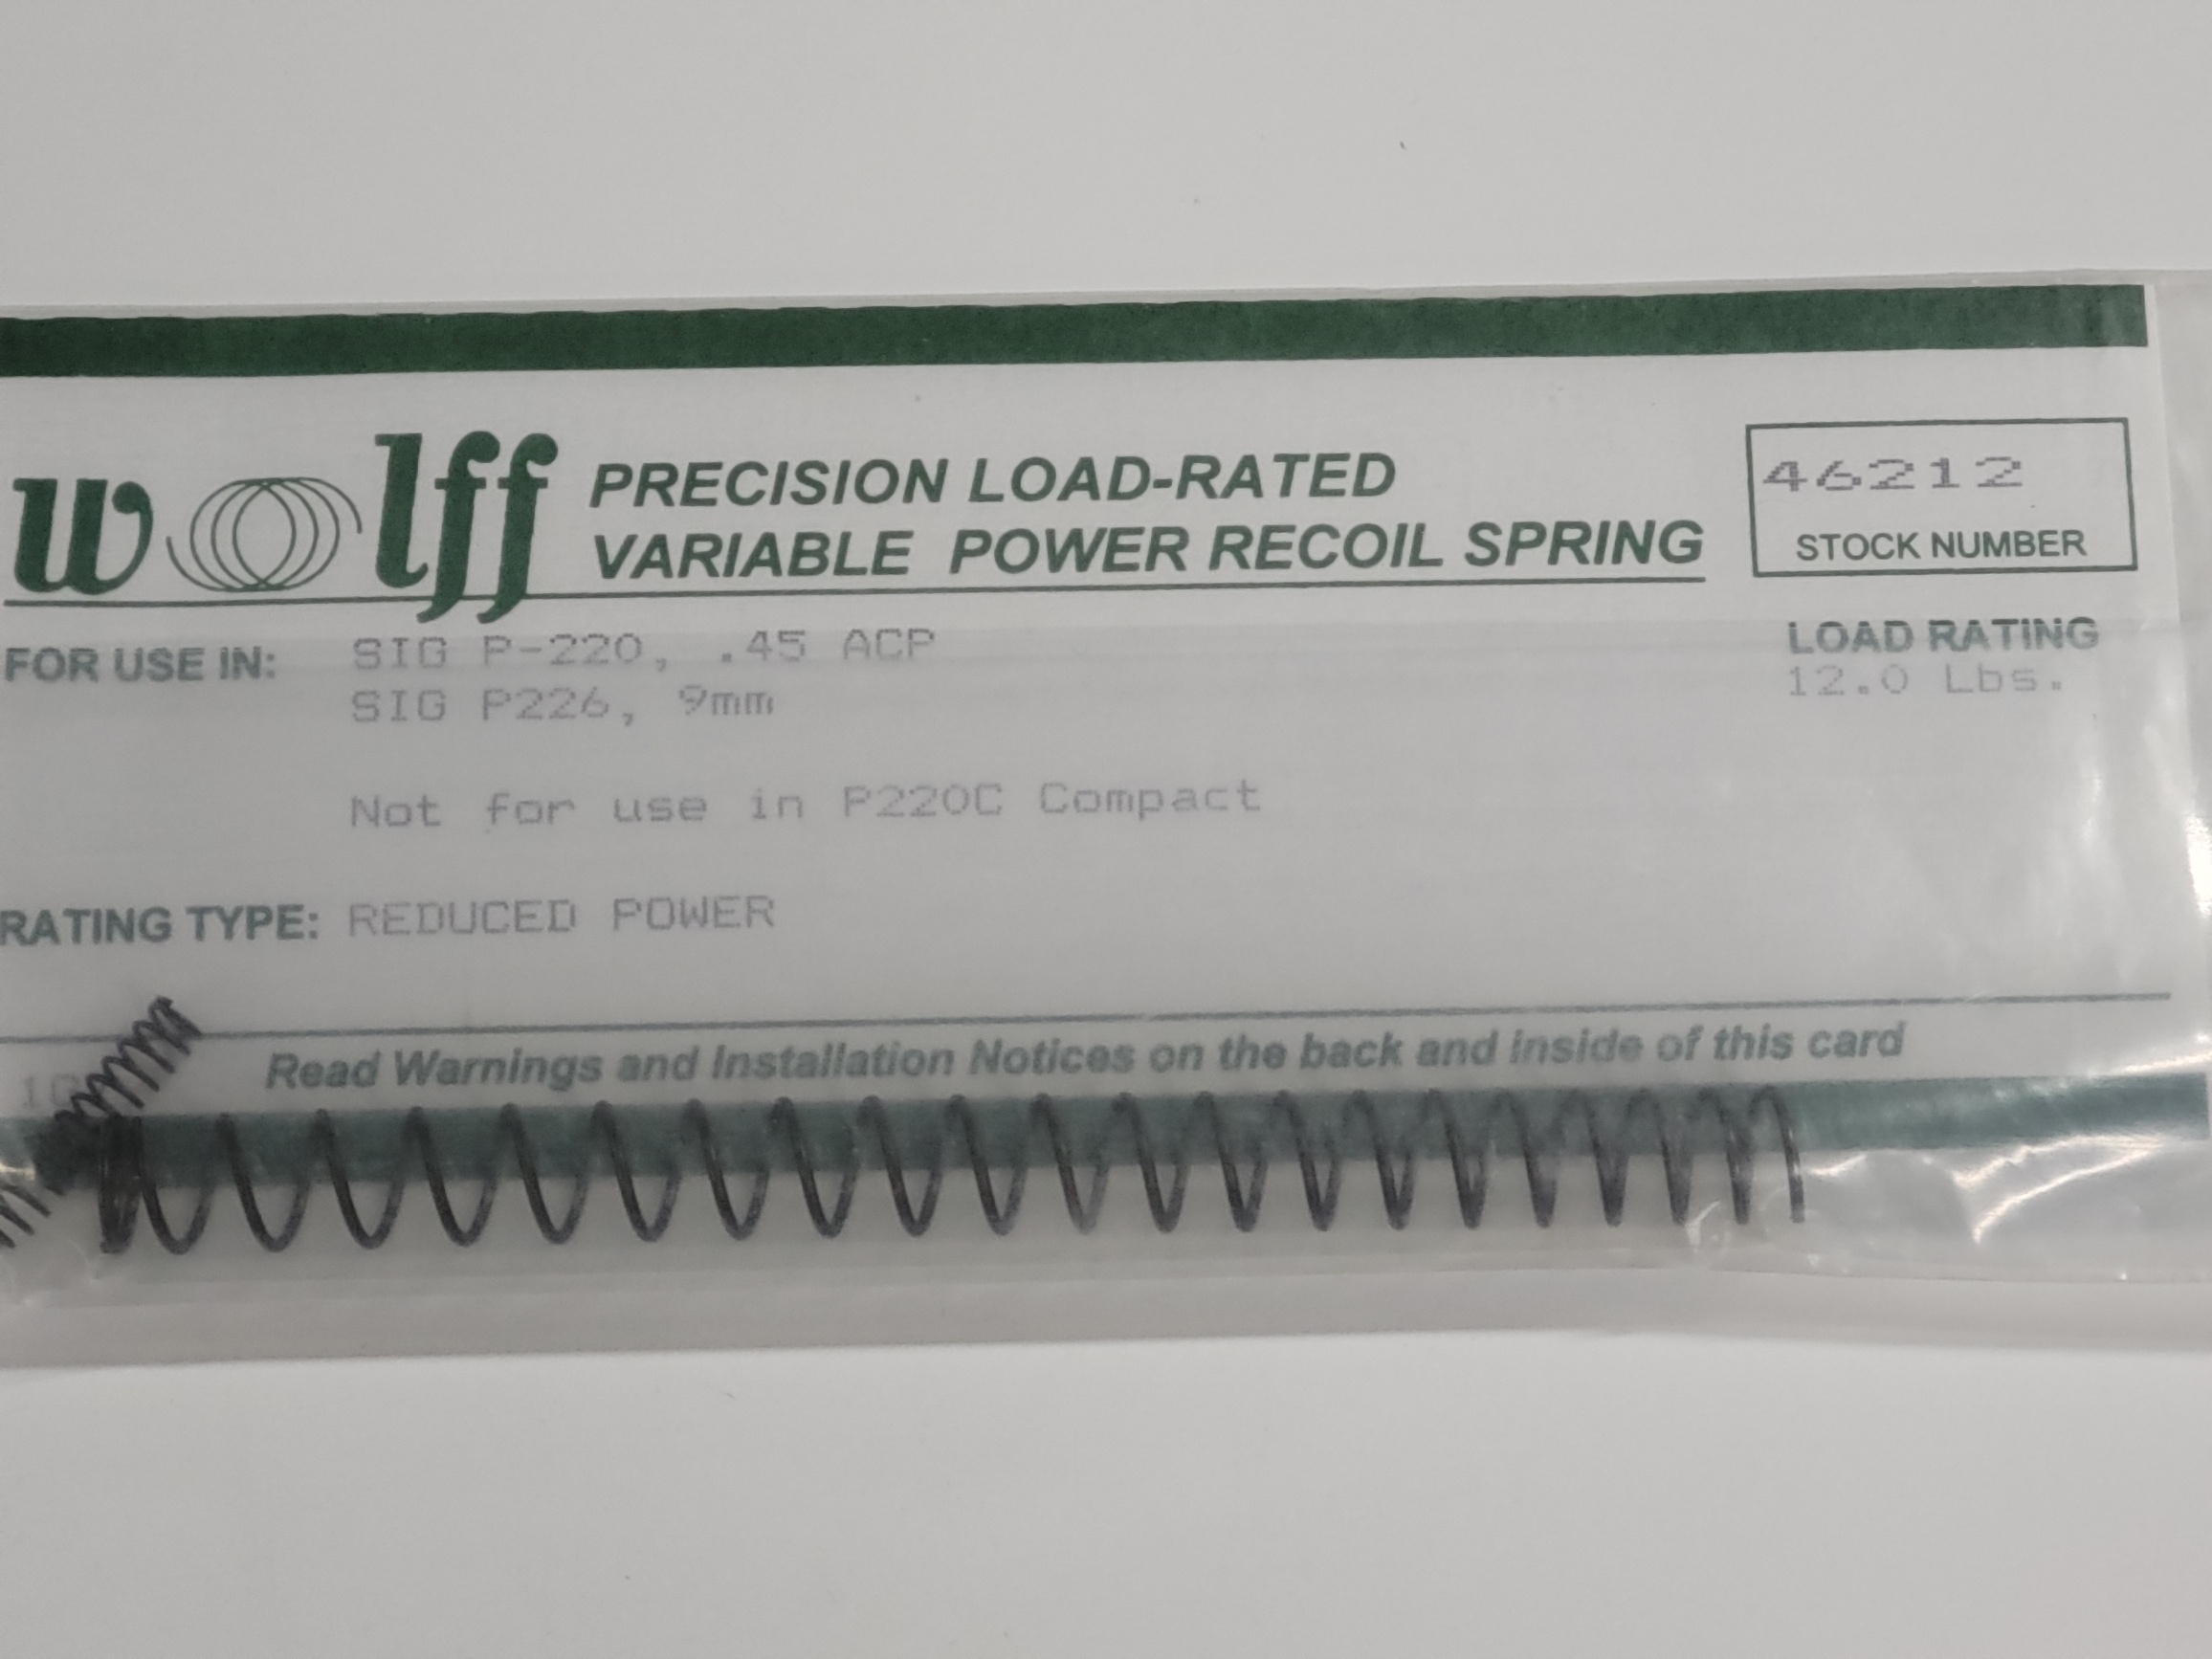 wolff
PRECISION LOAD-RATED
VARIABLE POWER RECOIL SPRING
46212
STOCK NUMBER
FOR USE IN: SIG P-220, .45 ACP
SIG P226, 9mm
LOAD RATING
12.0 Lbs.
Not for use in P220C Compact
RATING TYPE: REDUCED POWER
Read Warnings and Installation Notices on the back and inside of this card